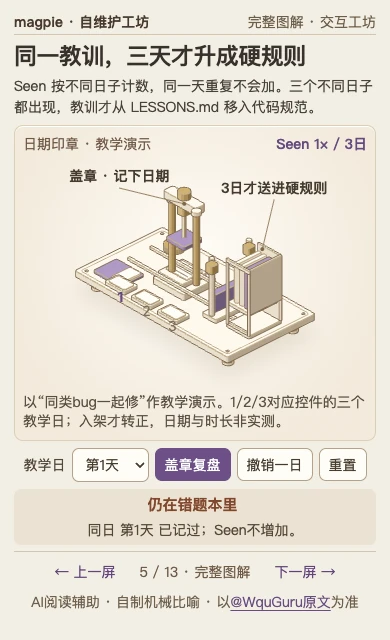 magpie · 自维护工坊
完整图解 · 交互工坊
同一教训，三天才升成硬规则
Seen 按不同日子计数，同一天重复不会加。三个不同日子
都出现，教训才从 LESSONS.md 移入代码规范。
日期印章 · 教学演示
Seen 1× / 3日
盖章 · 记下日期
3日才送进硬规则
1
2
3
以“同类bug一起修”作教学演示。1/2/3对应控件的三个
教学日；入架才转正，日期与时长非实测。
教学日
第1天
盖章复盘
撤销一日
重置
仍在错题本里
同日 第1天 已记过；Seen不增加。
← 上一屏
5 / 13 · 完整图解
下一屏 →
AI阅读辅助 · 自制机械比喻 · 以@WquGuru原文为准